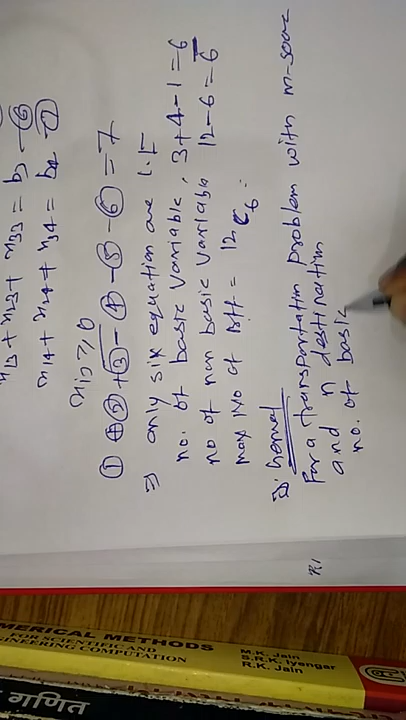 x13 + x23 + x33 = b3 - ⑥
x14 + x24 + x34 = b4 - ⑦
xij ≥ 0
① + ② + ③ - ④ - ⑤ - ⑥ = 7
⇒ only six equation are L.I
no. of basic variable, 3+4-1 = 6
no of non basic variable 12-6 = 6
max no of BFS = 12C6
For a transportation problem with m-source
and n destination
no. of basic
NUMERICAL METHODS
FOR SCIENTIFIC AND
ENGINEERING COMPUTATION
M.K. Jain
S.R.K. Iyengar
R.K. Jain
गणित